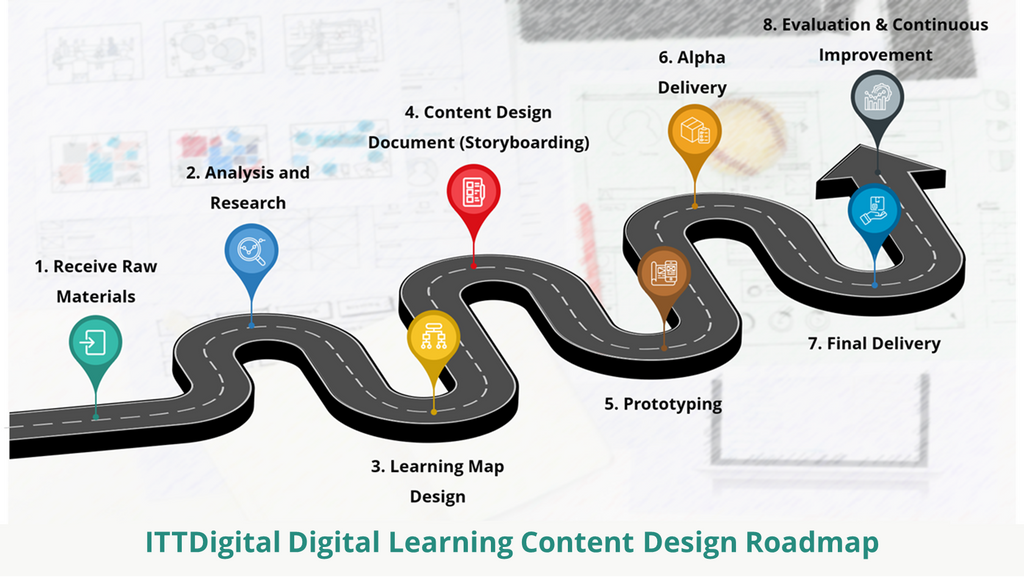 1. Receive Raw
Materials
2. Analysis and
Research
3. Learning Map
Design
4. Content Design
Document (Storyboarding)
5. Prototyping
6. Alpha
Delivery
7. Final Delivery
8. Evaluation & Continuous
Improvement
ITTDigital Digital Learning Content Design Roadmap